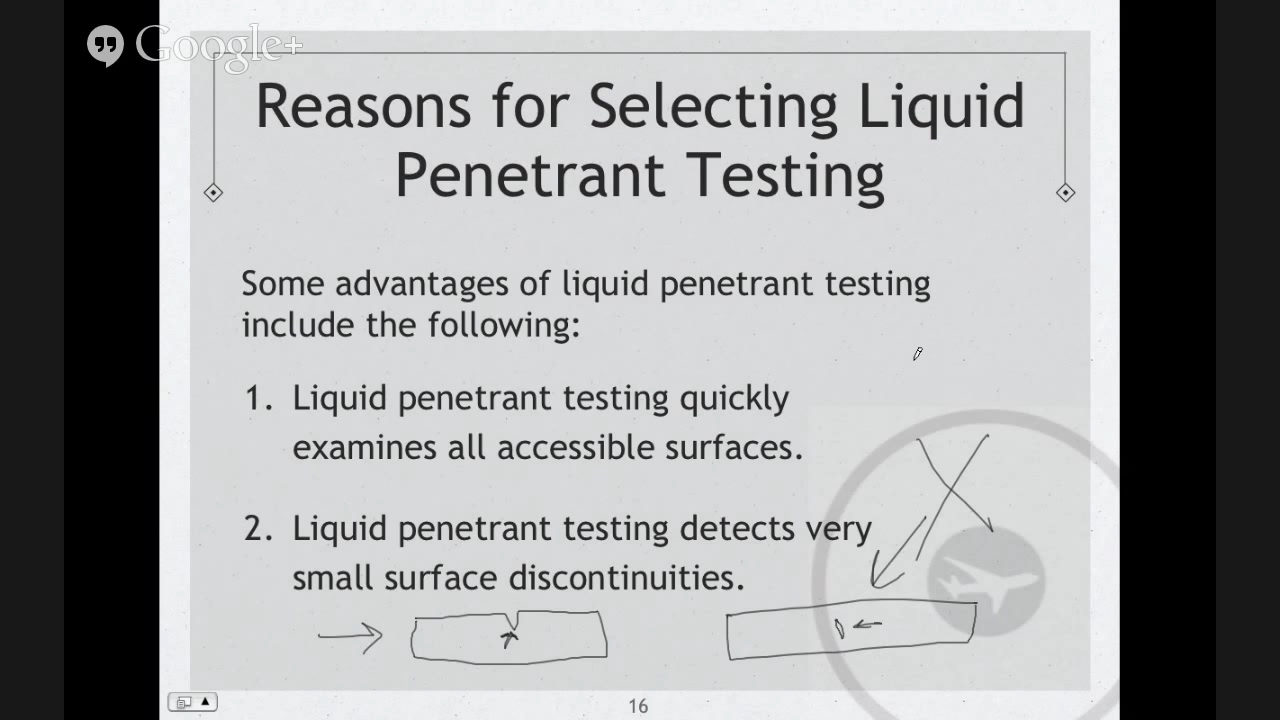 Google+
Reasons for Selecting Liquid
Penetrant Testing
Some advantages of liquid penetrant testing
include the following:
1. Liquid penetrant testing quickly
examines all accessible surfaces.
2. Liquid penetrant testing detects very
small surface discontinuities.
16